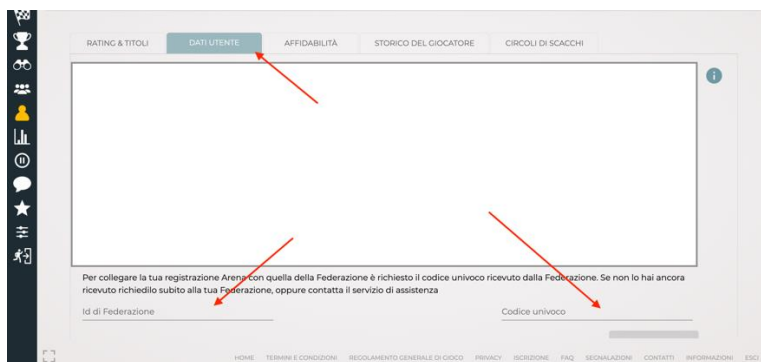 RATING & TITOLI DATI UTENTE AFFIDABILITÀ STORICO DEL GIOCATORE CIRCOLI DI SCACCHI
Per collegare la tua registrazione Arena con quella della Federazione è richiesto il codice univoco ricevuto dalla Federazione. Se non lo hai ancora
ricevuto richiedilo subito alla tua Federazione, oppure contatta il servizio di assistenza
Id di Federazione Codice univoco
HOME TERMINI E CONDIZIONI REGOLAMENTO GENERALE DI GIOCO PRIVACY ISCRIZIONE FAQ SEGNALAZIONI CONTATTI INFORMAZIONI ESCI